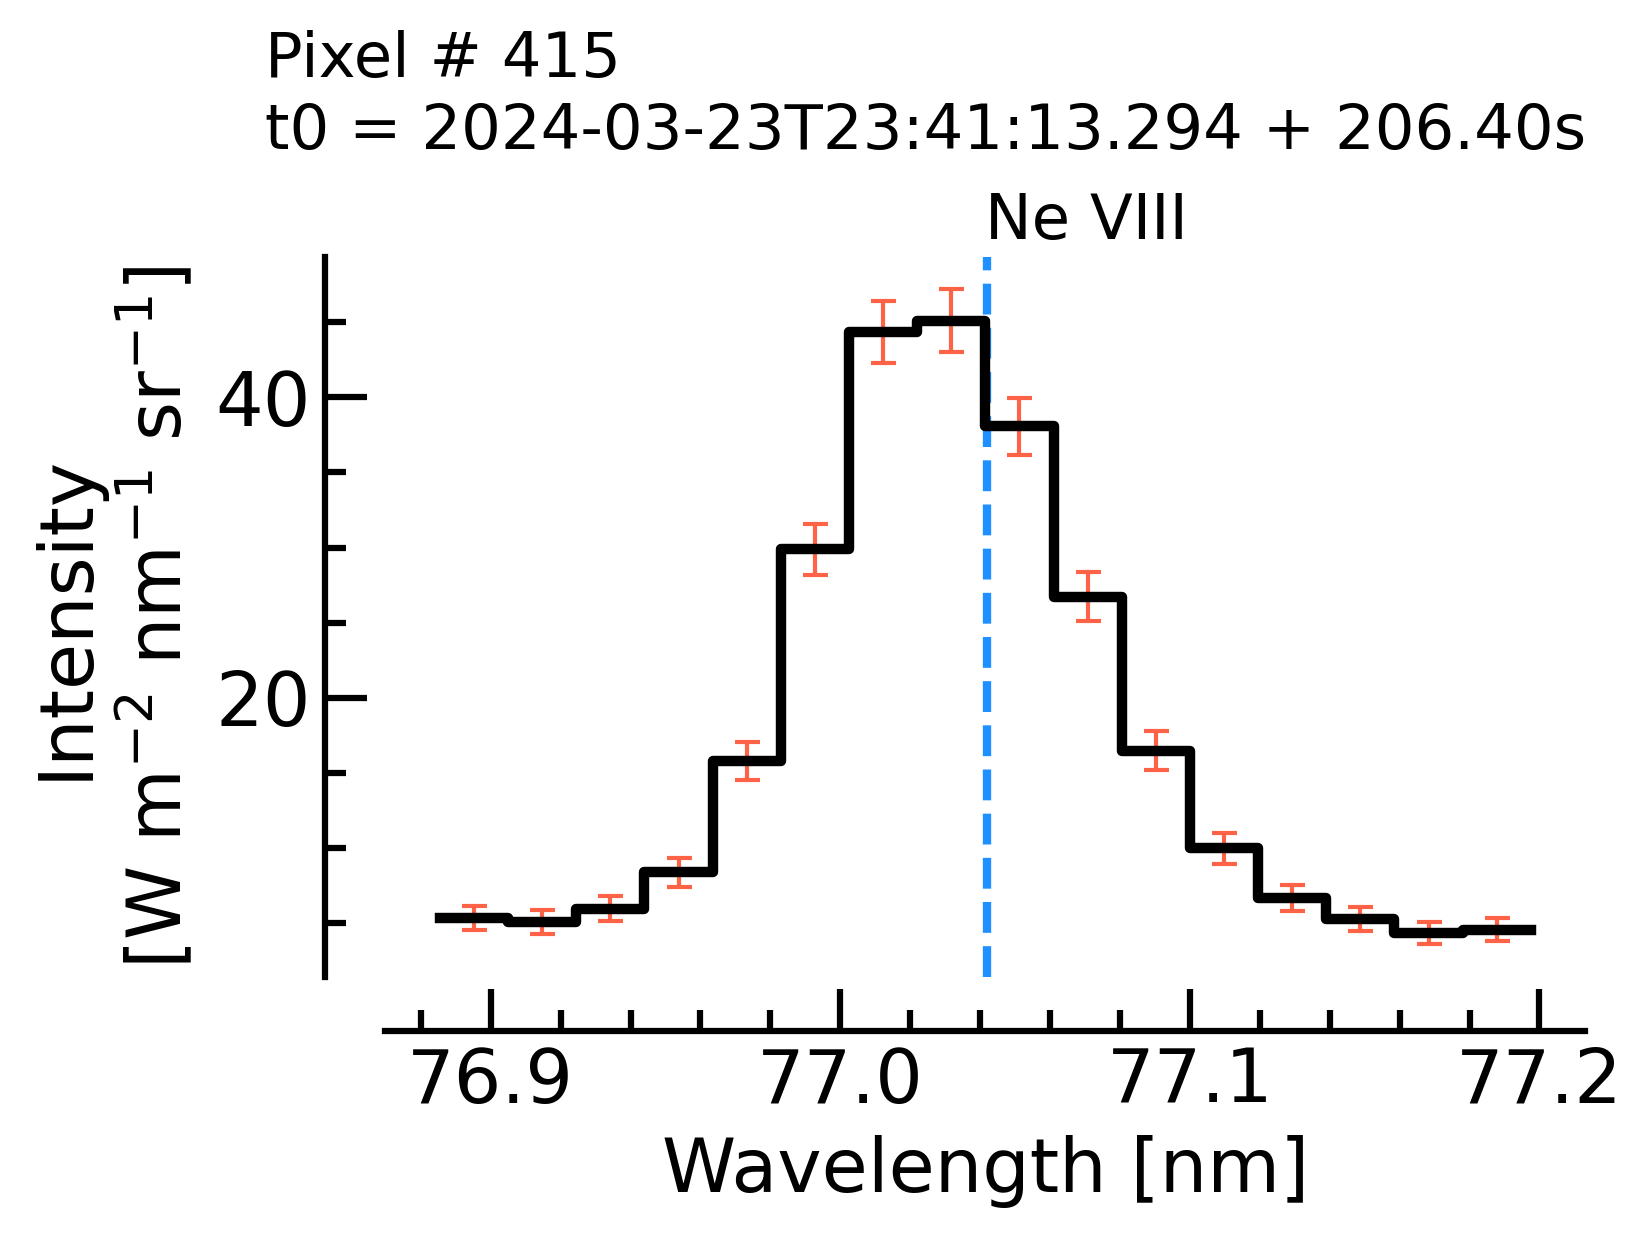 Pixel # 415
t0 = 2024-03-23T23:41:13.294 + 206.40s
Ne VIII
Intensity
[W m⁻² nm⁻¹ sr⁻¹]
40
20
76.9 77.0 77.1 77.2
Wavelength [nm]